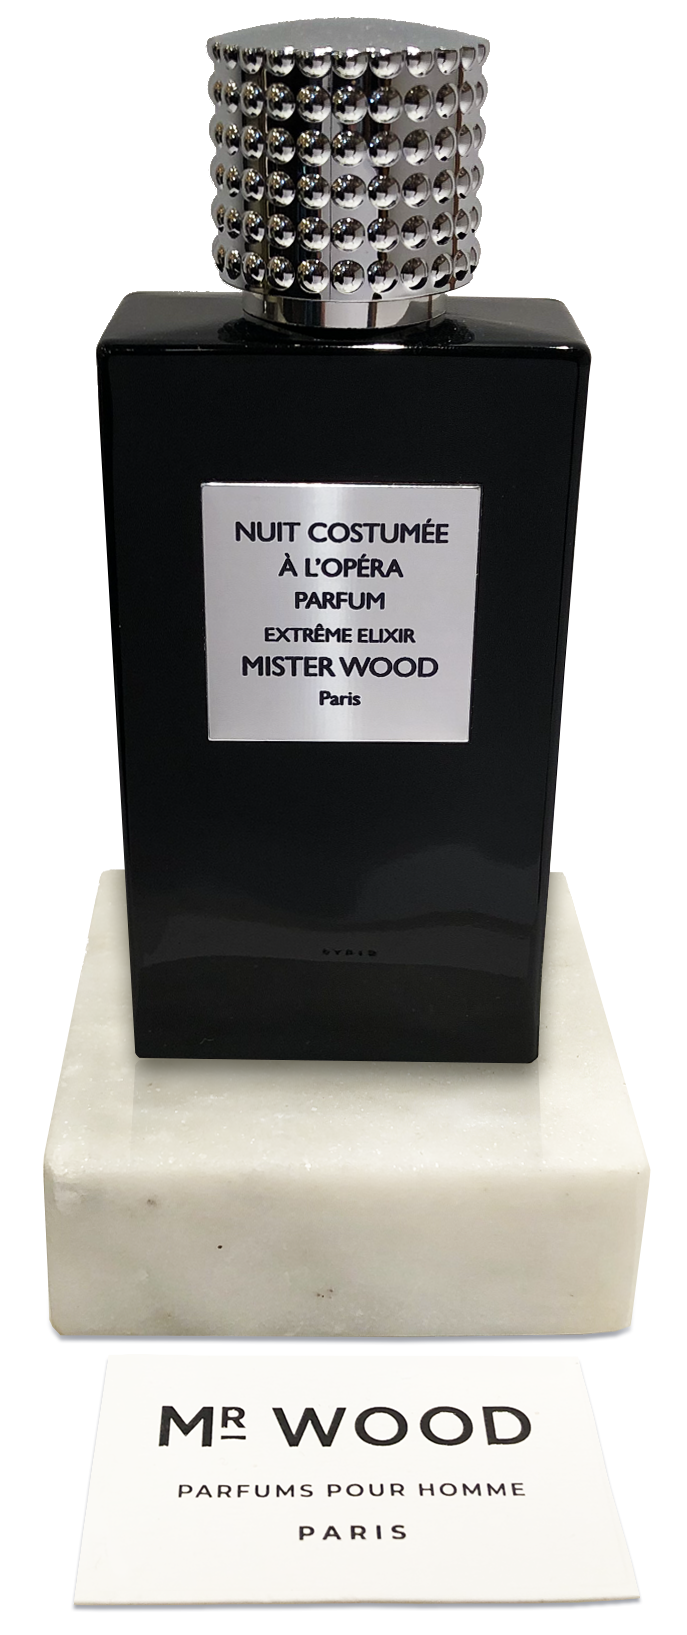 NUIT COSTUMÉE
À L'OPÉRA
PARFUM
EXTRÊME ELIXIR
MISTER WOOD
Paris
MR WOOD
PARFUMS POUR HOMME
PARIS